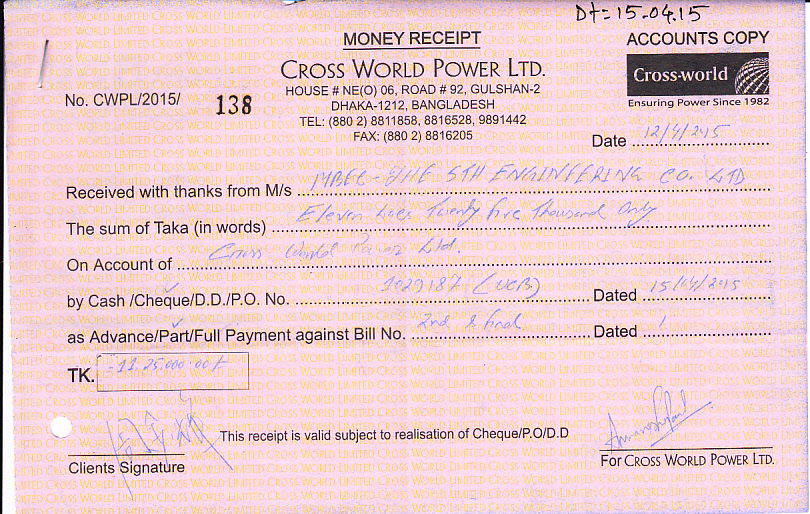 Dt= 15.04.15
MONEY RECEIPT
ACCOUNTS COPY
CROSS WORLD POWER LTD.
Cross-world
Ensuring Power Since 1982
HOUSE # NE(O) 06, ROAD # 92, GULSHAN-2
DHAKA-1212, BANGLADESH
TEL: (880 2) 8811858, 8816528, 9891442
FAX: (880 2) 8816205
No. CWPL/2015/ 138
Date 12/4/2015
Received with thanks from M/s 5TH ENGINEERING CO. LTD
The sum of Taka (in words) Eleven Lacs Twenty five Thousand Only
On Account of Cross World Power Ltd.
by Cash /Cheque/D.D./P.O. No. 1029187 (UCB) Dated 15/04/2015
as Advance/Part/Full Payment against Bill No. 2nd & final Dated
TK. =11,25,000.00/-
This receipt is valid subject to realisation of Cheque/P.O/D.D
Clients Signature
For CROSS WORLD POWER LTD.